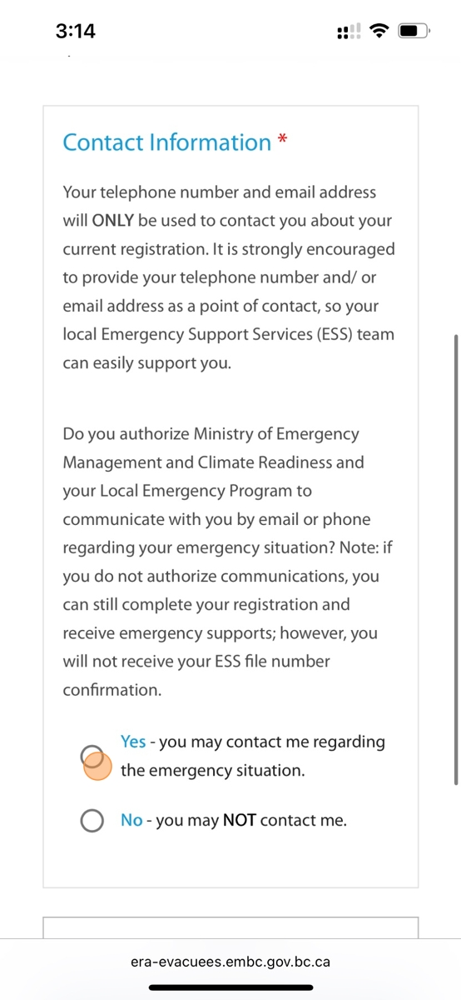 3:14
Contact Information *
Your telephone number and email address
will ONLY be used to contact you about your
current registration. It is strongly encouraged
to provide your telephone number and/ or
email address as a point of contact, so your
local Emergency Support Services (ESS) team
can easily support you.
Do you authorize Ministry of Emergency
Management and Climate Readiness and
your Local Emergency Program to
communicate with you by email or phone
regarding your emergency situation? Note: if
you do not authorize communications, you
can still complete your registration and
receive emergency supports; however, you
will not receive your ESS file number
confirmation.
Yes - you may contact me regarding
the emergency situation.
No - you may NOT contact me.
era-evacuees.embc.gov.bc.ca